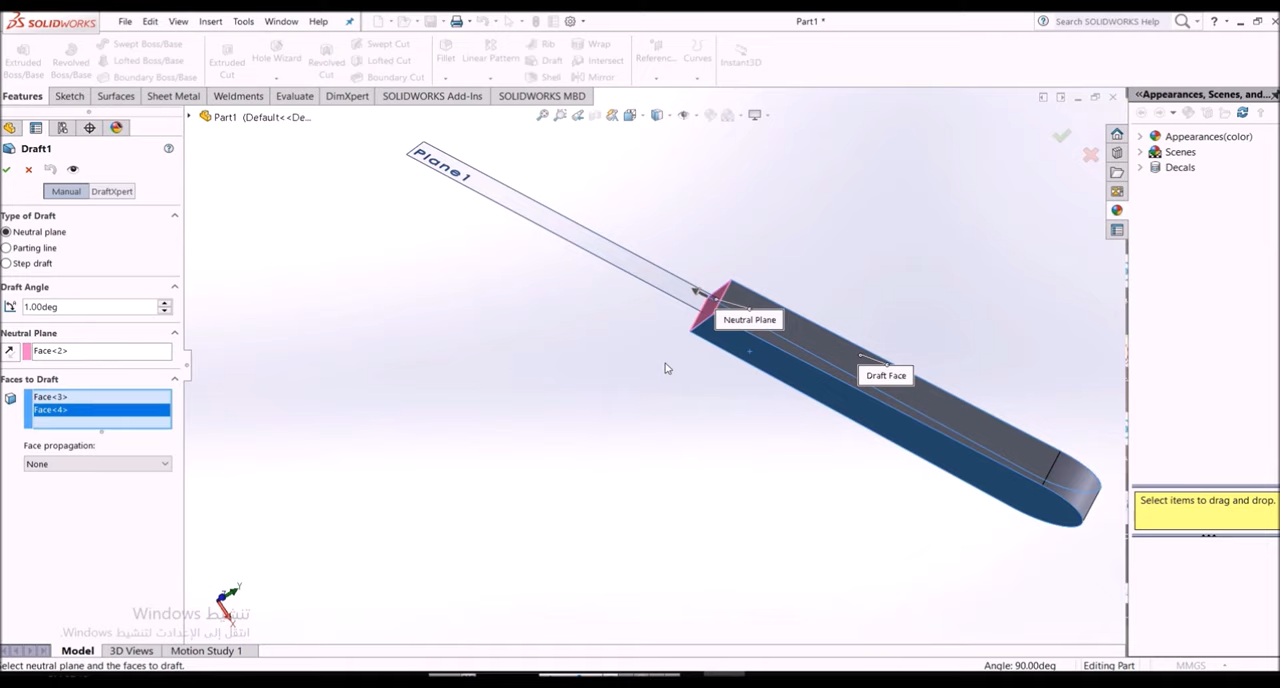 SOLIDWORKS File Edit View Insert Tools Window Help Part1 * Search SOLIDWORKS Help
Extruded Boss/Base
Revolved Boss/Base
Swept Boss/Base
Lofted Boss/Base
Boundary Boss/Base
Extruded Cut
Hole Wizard
Revolved Cut
Swept Cut
Lofted Cut
Boundary Cut
Fillet
Linear Pattern
Rib
Draft
Shell
Wrap
Intersect
Mirror
Referenc...
Curves
Instant3D
Features Sketch Surfaces Sheet Metal Weldments Evaluate DimXpert SOLIDWORKS Add-Ins SOLIDWORKS MBD
Part1 (Default<<De...
Draft1
Manual DraftXpert
Type of Draft
Neutral plane
Parting line
Step draft
Draft Angle
1.00deg
Neutral Plane
Face<2>
Faces to Draft
Face<3>
Face<4>
Face propagation:
None
Plane1
Neutral Plane
Draft Face
Y
X
«Appearances, Scenes, and...
Appearances(color)
Scenes
Decals
Select items to drag and drop.
تنشيط Windows
انتقل إلى الإعدادت لتنشيط Windows.
Model 3D Views Motion Study 1
elect neutral plane and the faces to draft. Angle: 90.00deg Editing Part MMGS